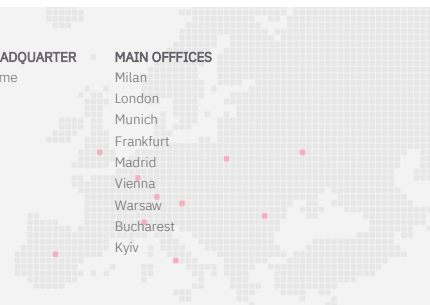 ADQUARTER
me
MAIN OFFFICES
Milan
London
Munich
Frankfurt
Madrid
Vienna
Warsaw
Bucharest
Kyiv